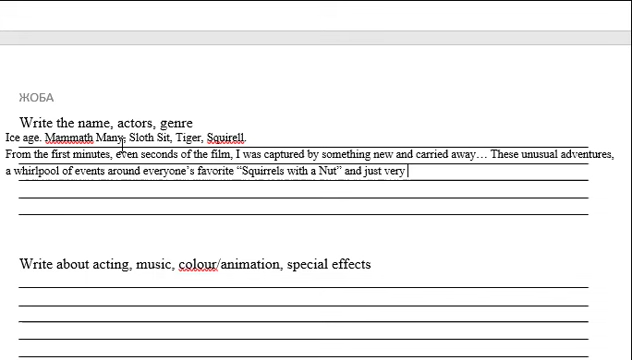 ЖОБА
Write the name, actors, genre
Ice age. Mammath Many, Sloth Sit, Tiger, Squirell.
From the first minutes, even seconds of the film, I was captured by something new and carried away… These unusual adventures,
a whirlpool of events around everyone’s favorite “Squirrels with a Nut” and just very
Write about acting, music, colour/animation, special effects